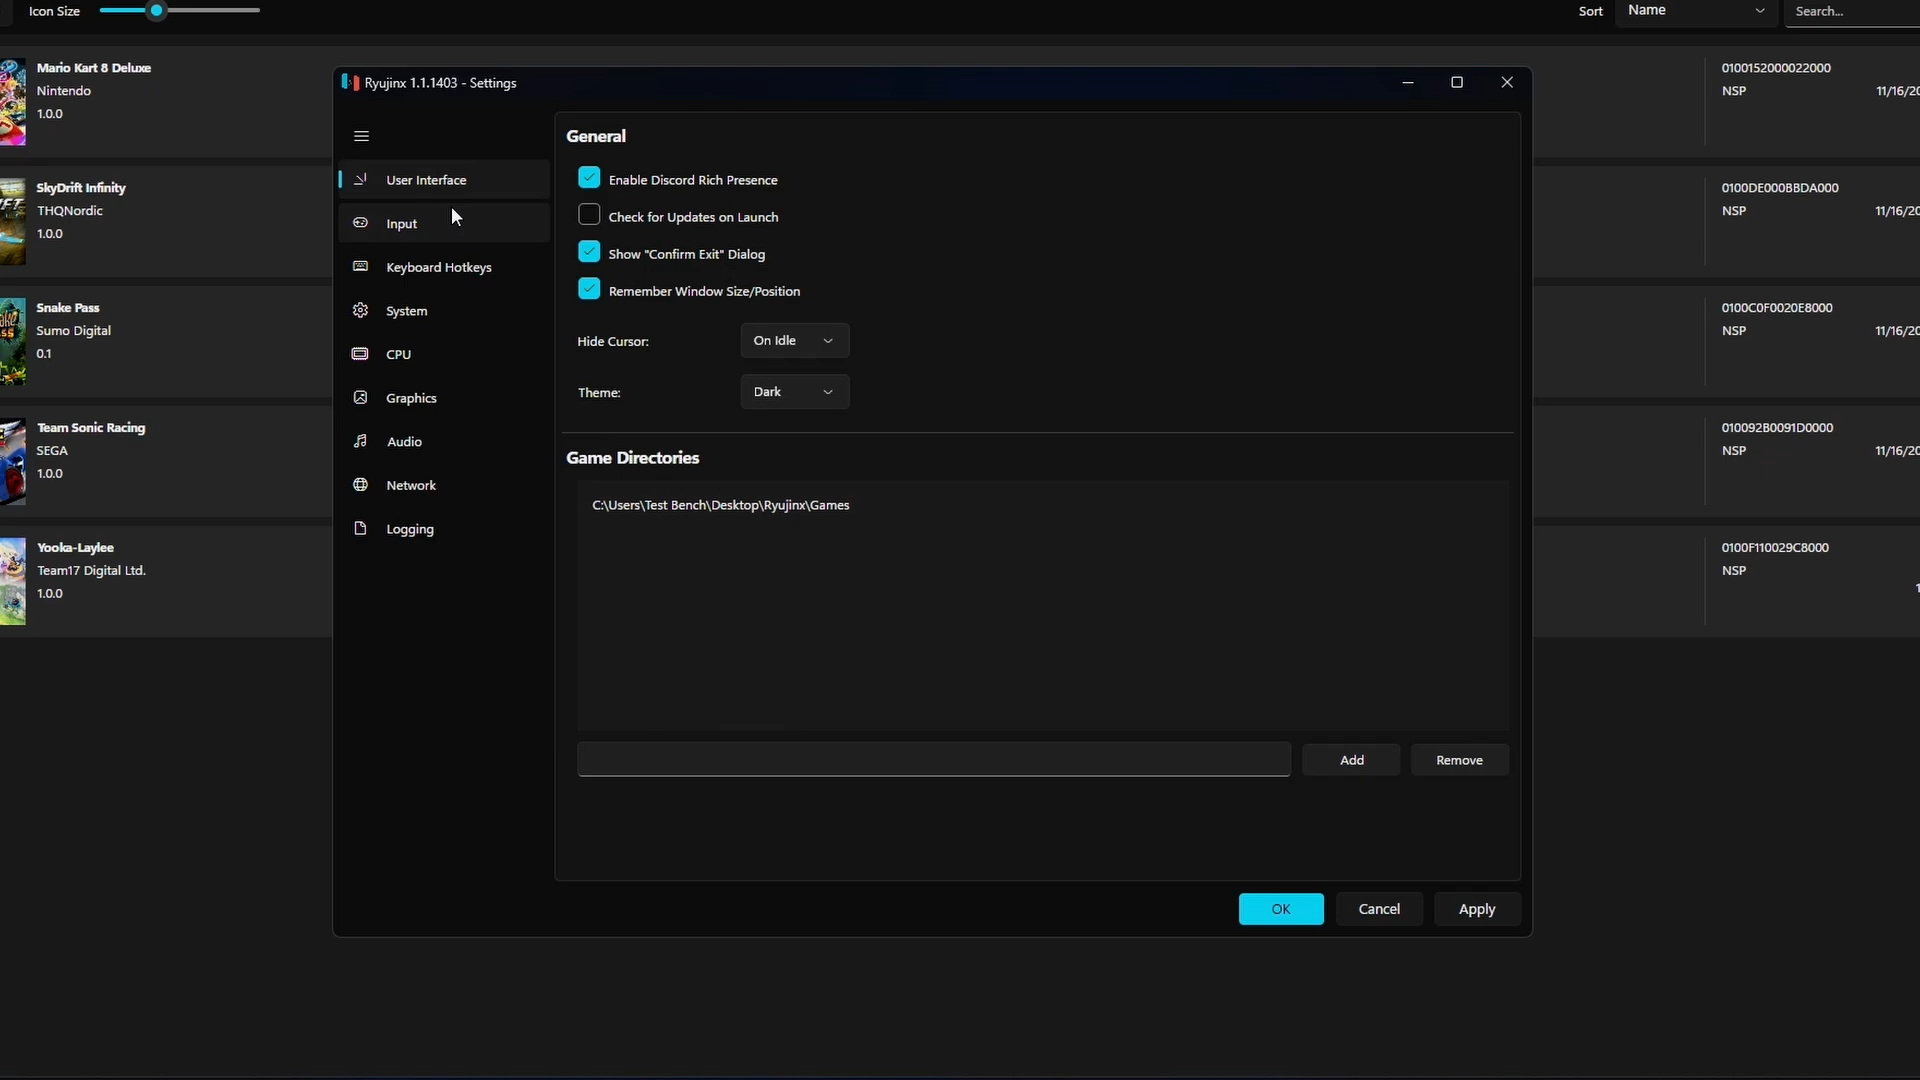 Icon Size
Sort
Name
Search...
Mario Kart 8 Deluxe
Nintendo
1.0.0
0100152000022000
NSP
11/16/20
SkyDrift Infinity
THQNordic
1.0.0
0100DE000BBDA000
NSP
11/16/20
Snake Pass
Sumo Digital
0.1
0100C0F0020E8000
NSP
11/16/20
Team Sonic Racing
SEGA
1.0.0
010092B0091D0000
NSP
11/16/20
Yooka-Laylee
Team17 Digital Ltd.
1.0.0
0100F110029C8000
NSP
Ryujinx 1.1.1403 - Settings
User Interface
Input
Keyboard Hotkeys
System
CPU
Graphics
Audio
Network
Logging
General
Enable Discord Rich Presence
Check for Updates on Launch
Show "Confirm Exit" Dialog
Remember Window Size/Position
Hide Cursor:
On Idle
Theme:
Dark
Game Directories
C:\Users\Test Bench\Desktop\Ryujinx\Games
Add
Remove
OK
Cancel
Apply